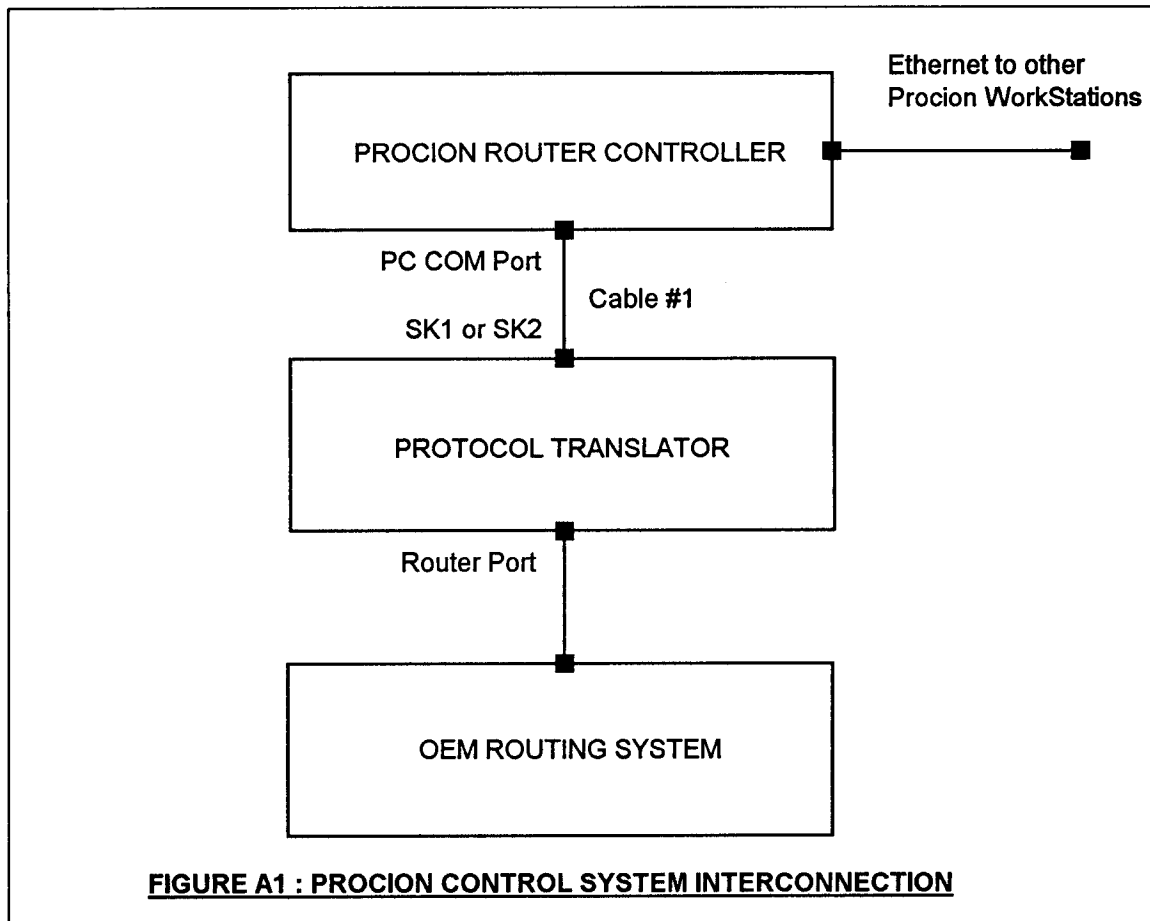 Ethernet to other
Procion WorkStations
PROCION ROUTER CONTROLLER
PC COM Port
Cable #1
SK1 or SK2
PROTOCOL TRANSLATOR
Router Port
OEM ROUTING SYSTEM
FIGURE A1 : PROCION CONTROL SYSTEM INTERCONNECTION